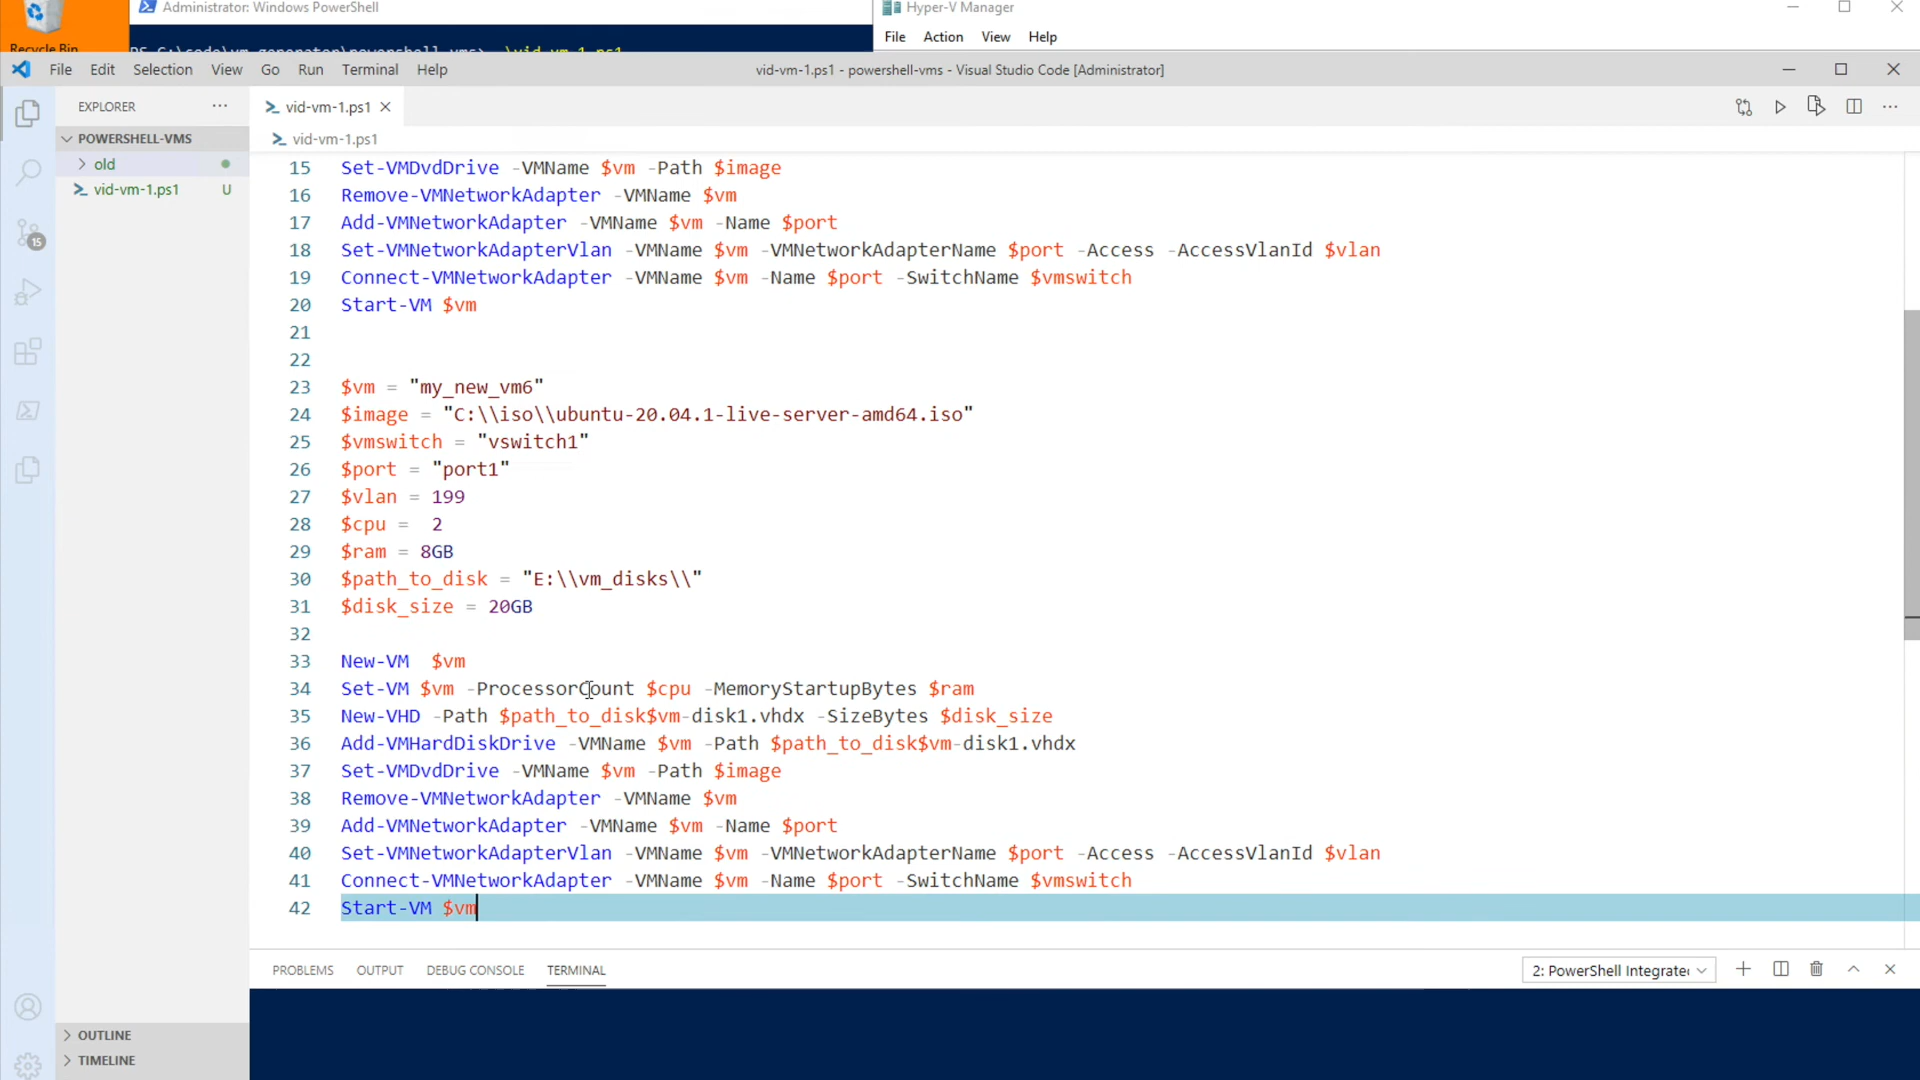 Administrator: Windows PowerShell
Hyper-V Manager
Recycle Bin
PS C:\code\vm-generator\powershell-vms> .\vid-vm-1.ps1
File Action View Help
File Edit Selection View Go Run Terminal Help
vid-vm-1.ps1 - powershell-vms - Visual Studio Code [Administrator]
EXPLORER
vid-vm-1.ps1
POWERSHELL-VMS
vid-vm-1.ps1
old
vid-vm-1.ps1 U
15
15 Set-VMDvdDrive -VMName $vm -Path $image
16 Remove-VMNetworkAdapter -VMName $vm
17 Add-VMNetworkAdapter -VMName $vm -Name $port
18 Set-VMNetworkAdapterVlan -VMName $vm -VMNetworkAdapterName $port -Access -AccessVlanId $vlan
19 Connect-VMNetworkAdapter -VMName $vm -Name $port -SwitchName $vmswitch
20 Start-VM $vm
21
22
23 $vm = "my_new_vm6"
24 $image = "C:\\iso\\ubuntu-20.04.1-live-server-amd64.iso"
25 $vmswitch = "vswitch1"
26 $port = "port1"
27 $vlan = 199
28 $cpu =  2
29 $ram = 8GB
30 $path_to_disk = "E:\\vm_disks\\"
31 $disk_size = 20GB
32
33 New-VM  $vm
34 Set-VM $vm -ProcessorCount $cpu -MemoryStartupBytes $ram
35 New-VHD -Path $path_to_disk$vm-disk1.vhdx -SizeBytes $disk_size
36 Add-VMHardDiskDrive -VMName $vm -Path $path_to_disk$vm-disk1.vhdx
37 Set-VMDvdDrive -VMName $vm -Path $image
38 Remove-VMNetworkAdapter -VMName $vm
39 Add-VMNetworkAdapter -VMName $vm -Name $port
40 Set-VMNetworkAdapterVlan -VMName $vm -VMNetworkAdapterName $port -Access -AccessVlanId $vlan
41 Connect-VMNetworkAdapter -VMName $vm -Name $port -SwitchName $vmswitch
42 Start-VM $vm
PROBLEMS OUTPUT DEBUG CONSOLE TERMINAL
2: PowerShell Integrate
OUTLINE
TIMELINE